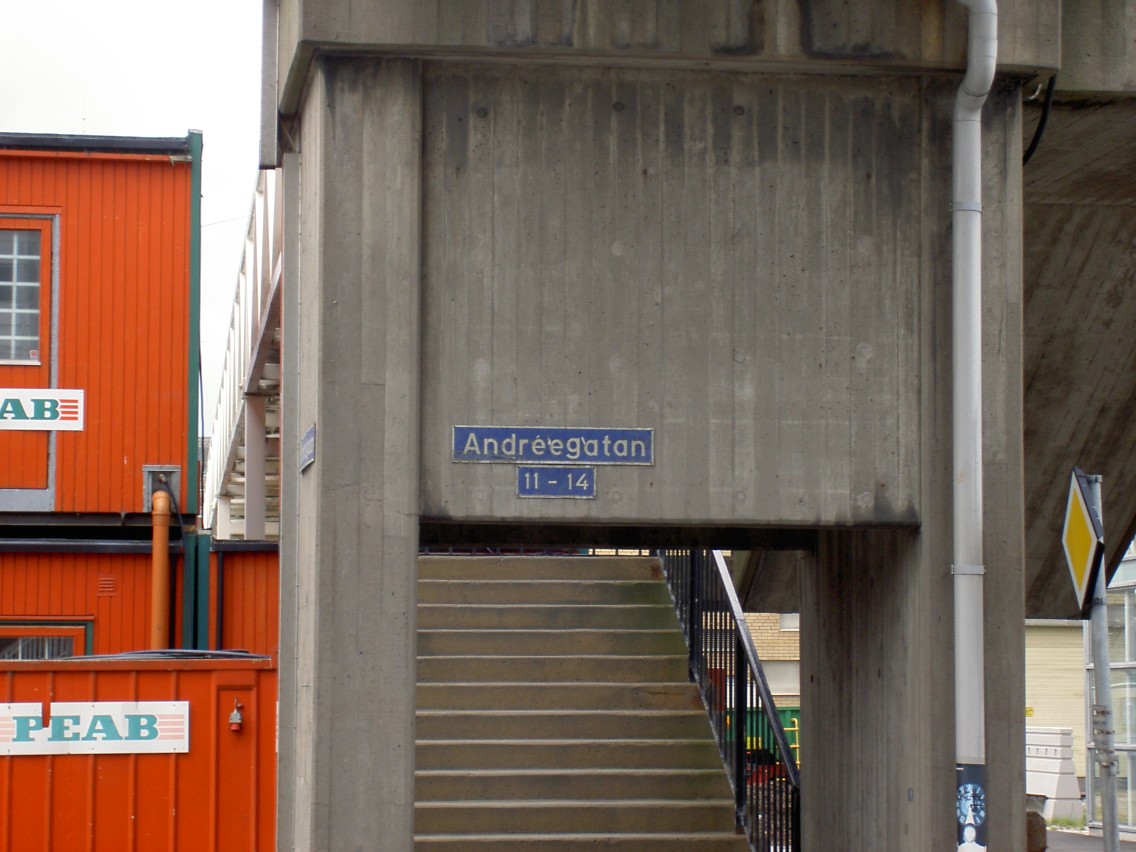 AB
Andréegatan
11 - 14
PEAB